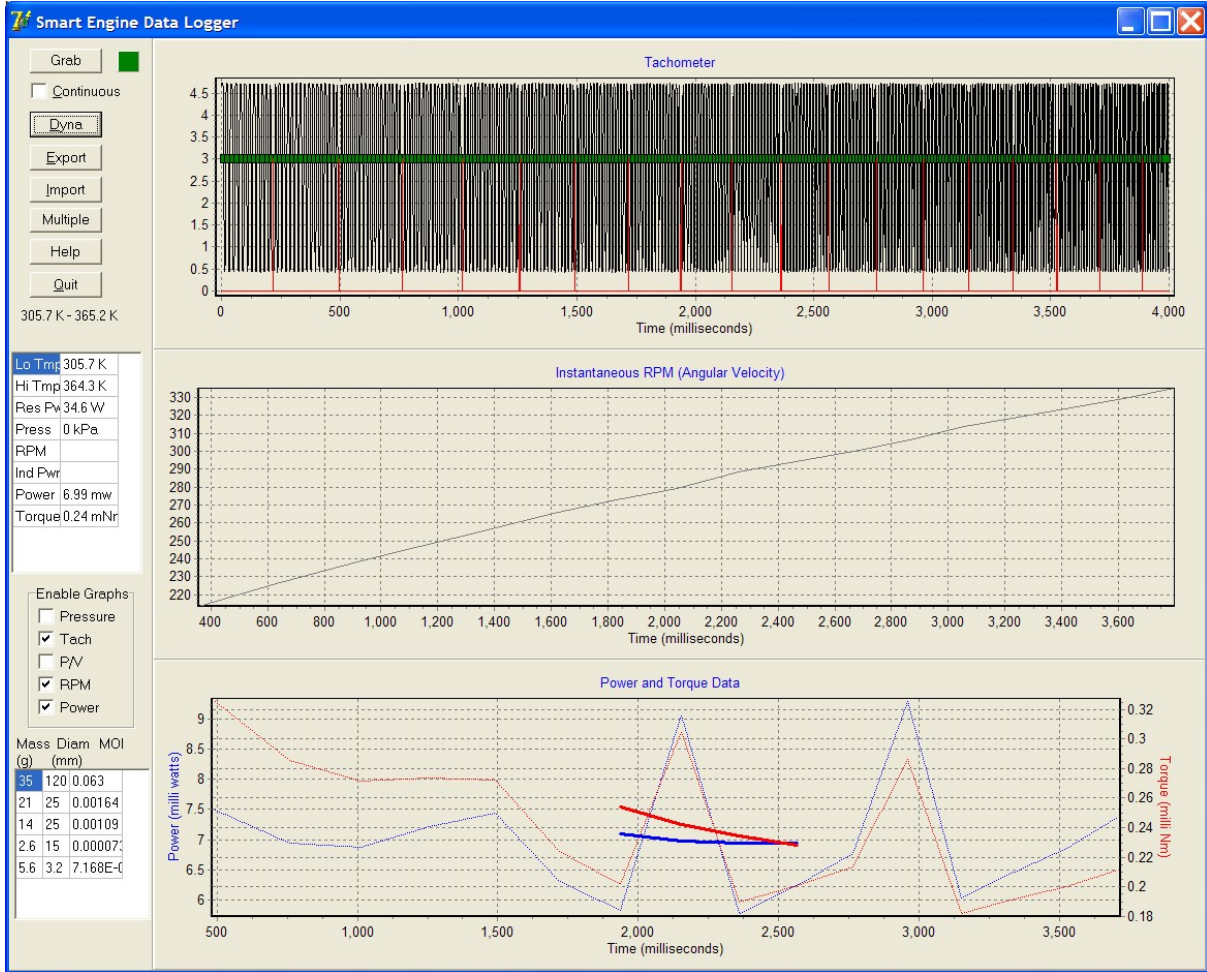 Smart Engine Data Logger
Grab
Continuous
Dyna
Export
Import
Multiple
Help
Quit
305.7 K - 365.2 K
Lo Tmp 305.7 K
Hi Tmp 364.3 K
Res Pw 34.6 W
Press 0 kPa
RPM
Ind Pwr
Power 6.99 mw
Torque 0.24 mNr
Enable Graphs
Pressure
Tach
P/V
RPM
Power
Mass Diam MOI
(g) (mm)
35 120 0.063
21 25 0.00164
14 25 0.00109
2.6 15 0.000073
5.6 3.2 7.168E-0
Tachometer
4.5
4
3.5
3
2.5
2
1.5
1
0.5
0
0 500 1,000 1,500 2,000 2,500 3,000 3,500 4,000
Time (milliseconds)
Instantaneous RPM (Angular Velocity)
330
320
310
300
290
280
270
260
250
240
230
220
400 600 800 1,000 1,200 1,400 1,600 1,800 2,000 2,200 2,400 2,600 2,800 3,000 3,200 3,400 3,600
Time (milliseconds)
Power and Torque Data
Power (milli watts)
9
8.5
8
7.5
7
6.5
6
0.32
0.3
0.28
0.26
0.24
0.22
0.2
0.18
Torque (milli Nm)
500 1,000 1,500 2,000 2,500 3,000 3,500
Time (milliseconds)